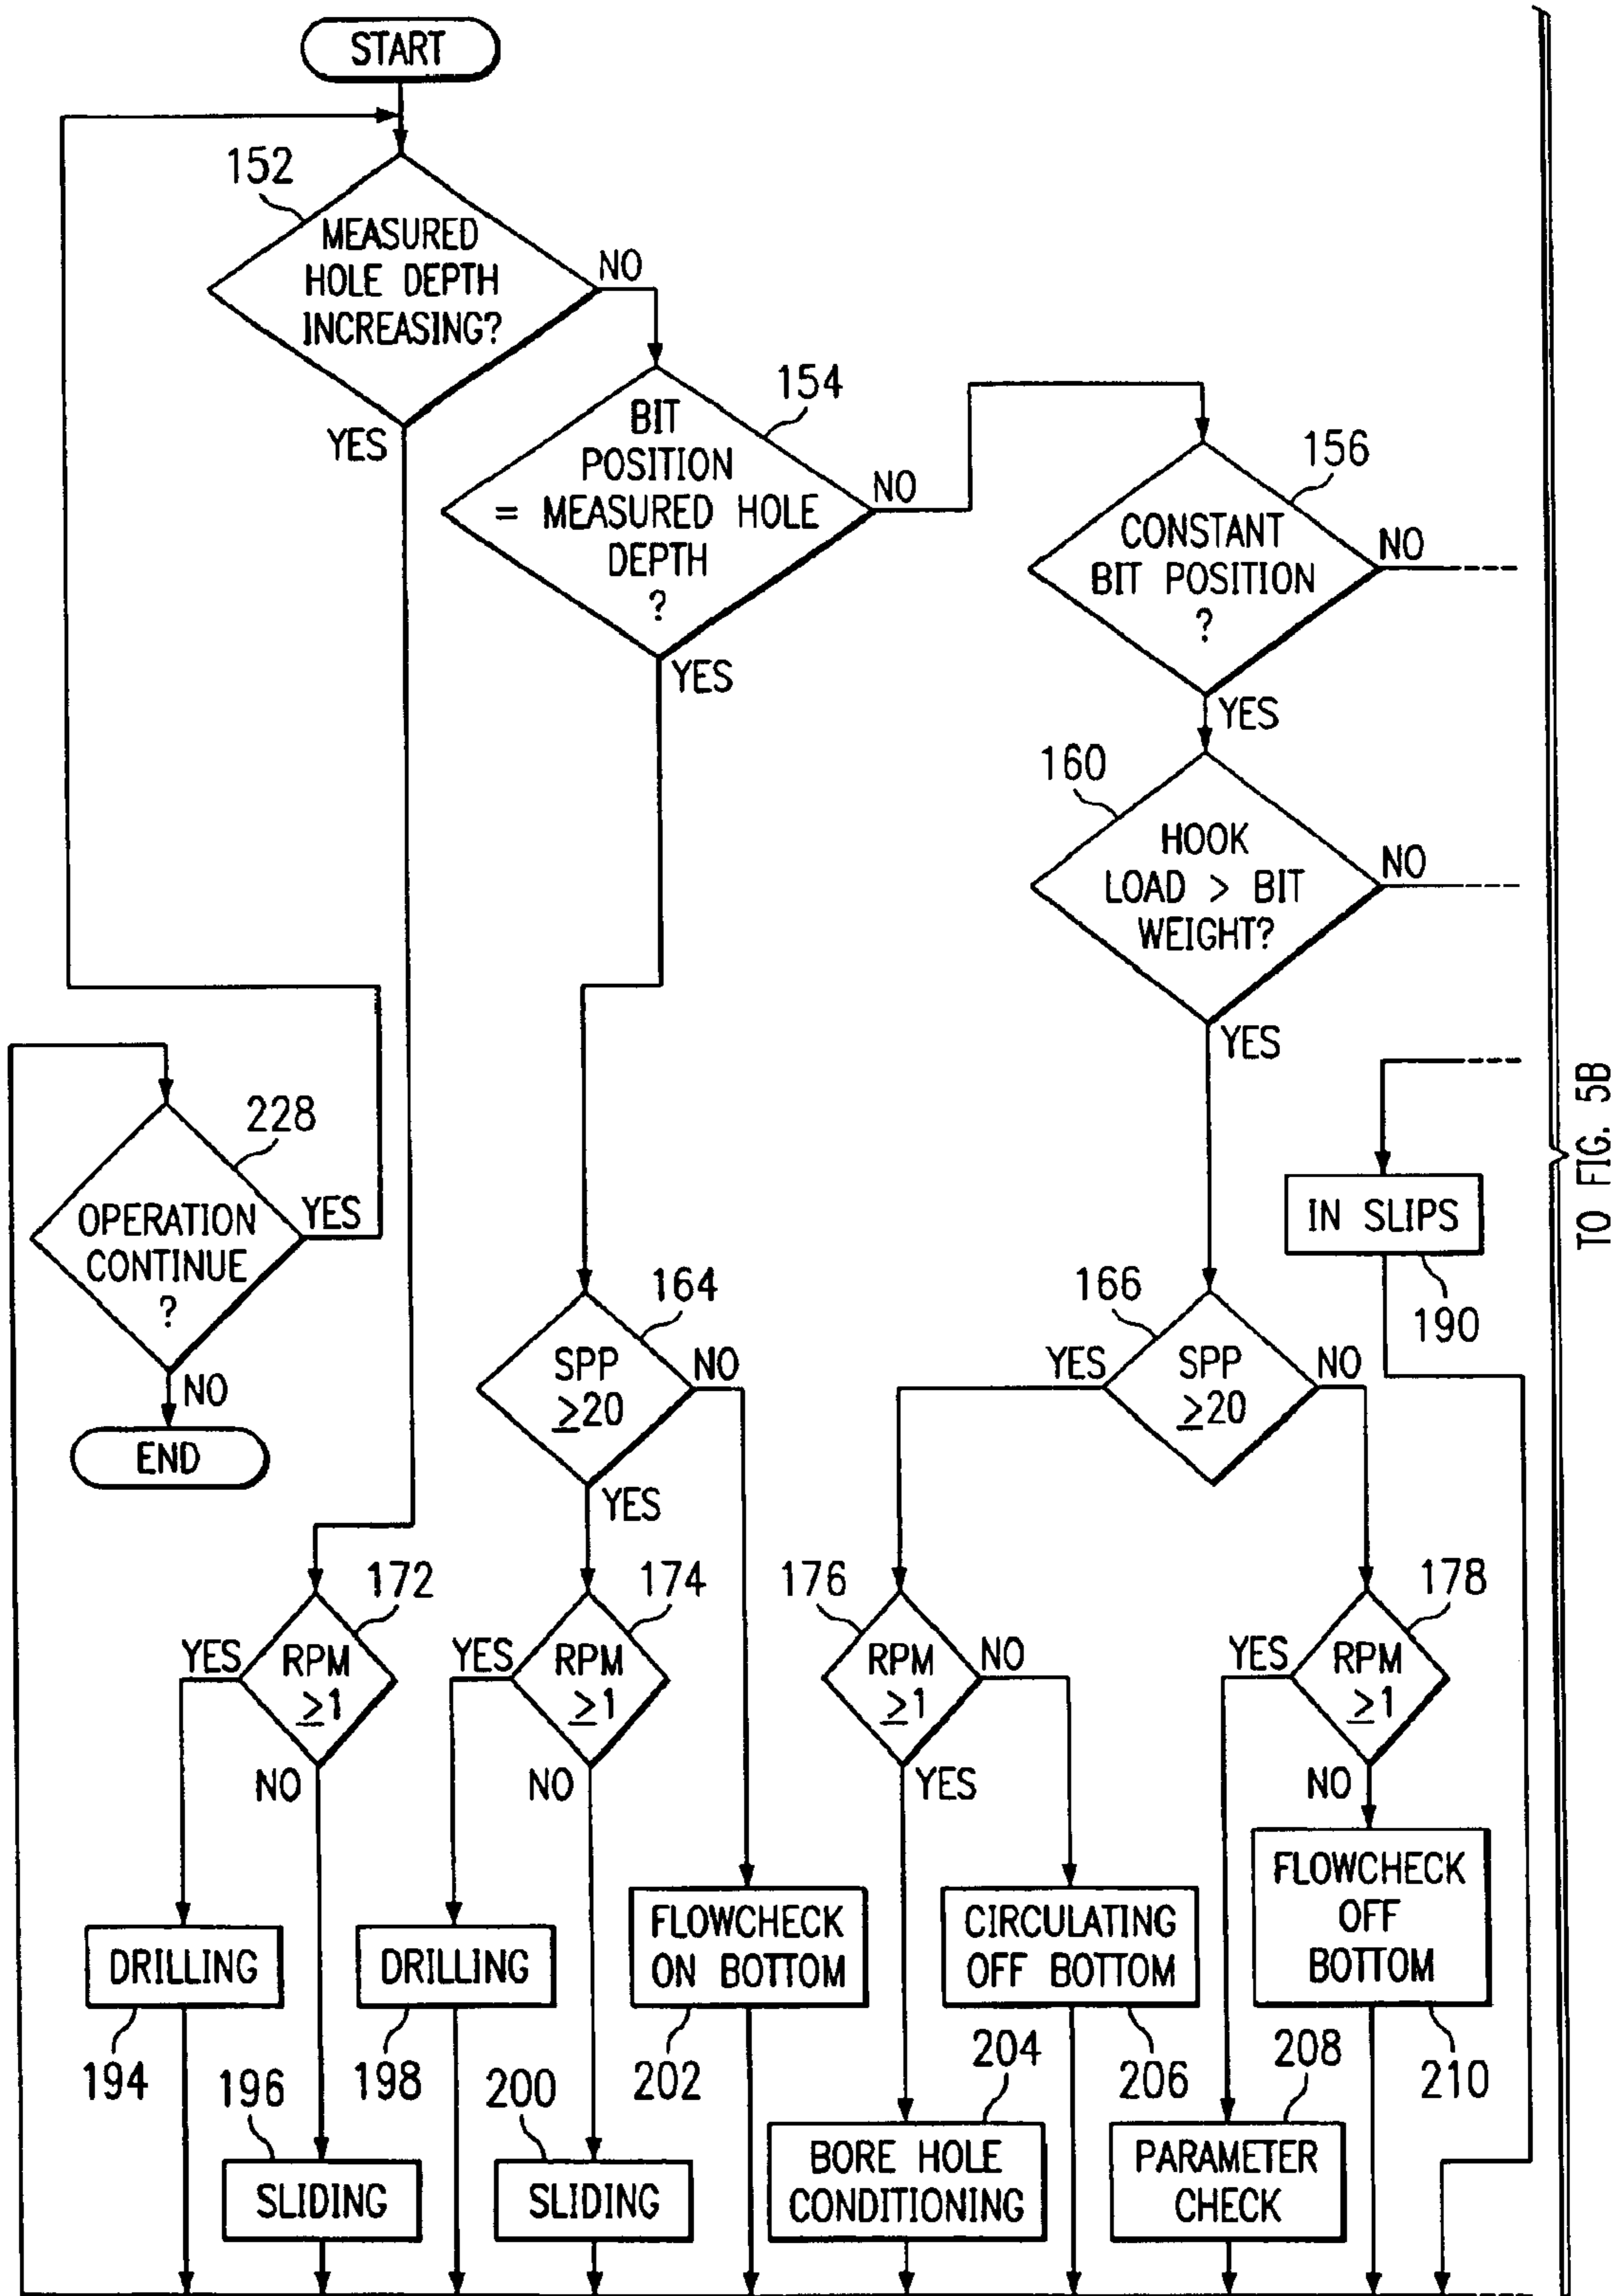 START
152
MEASURED
HOLE DEPTH
INCREASING?
NO
YES
154
BIT
POSITION
= MEASURED HOLE
DEPTH
?
NO
YES
156
CONSTANT
BIT POSITION
?
NO
YES
160
HOOK
LOAD > BIT
WEIGHT?
NO
YES
228
OPERATION
CONTINUE
?
YES
NO
END
IN SLIPS
190
TO FIG. 5B
164
SPP
≥20
NO
YES
166
YES
SPP
≥20
NO
172
YES
RPM
≥1
NO
174
YES
RPM
≥1
NO
176
RPM
≥1
NO
YES
178
YES
RPM
≥1
NO
DRILLING
194
SLIDING
196
DRILLING
198
SLIDING
200
FLOWCHECK
ON BOTTOM
202
BORE HOLE
CONDITIONING
204
CIRCULATING
OFF BOTTOM
206
PARAMETER
CHECK
208
FLOWCHECK
OFF
BOTTOM
210